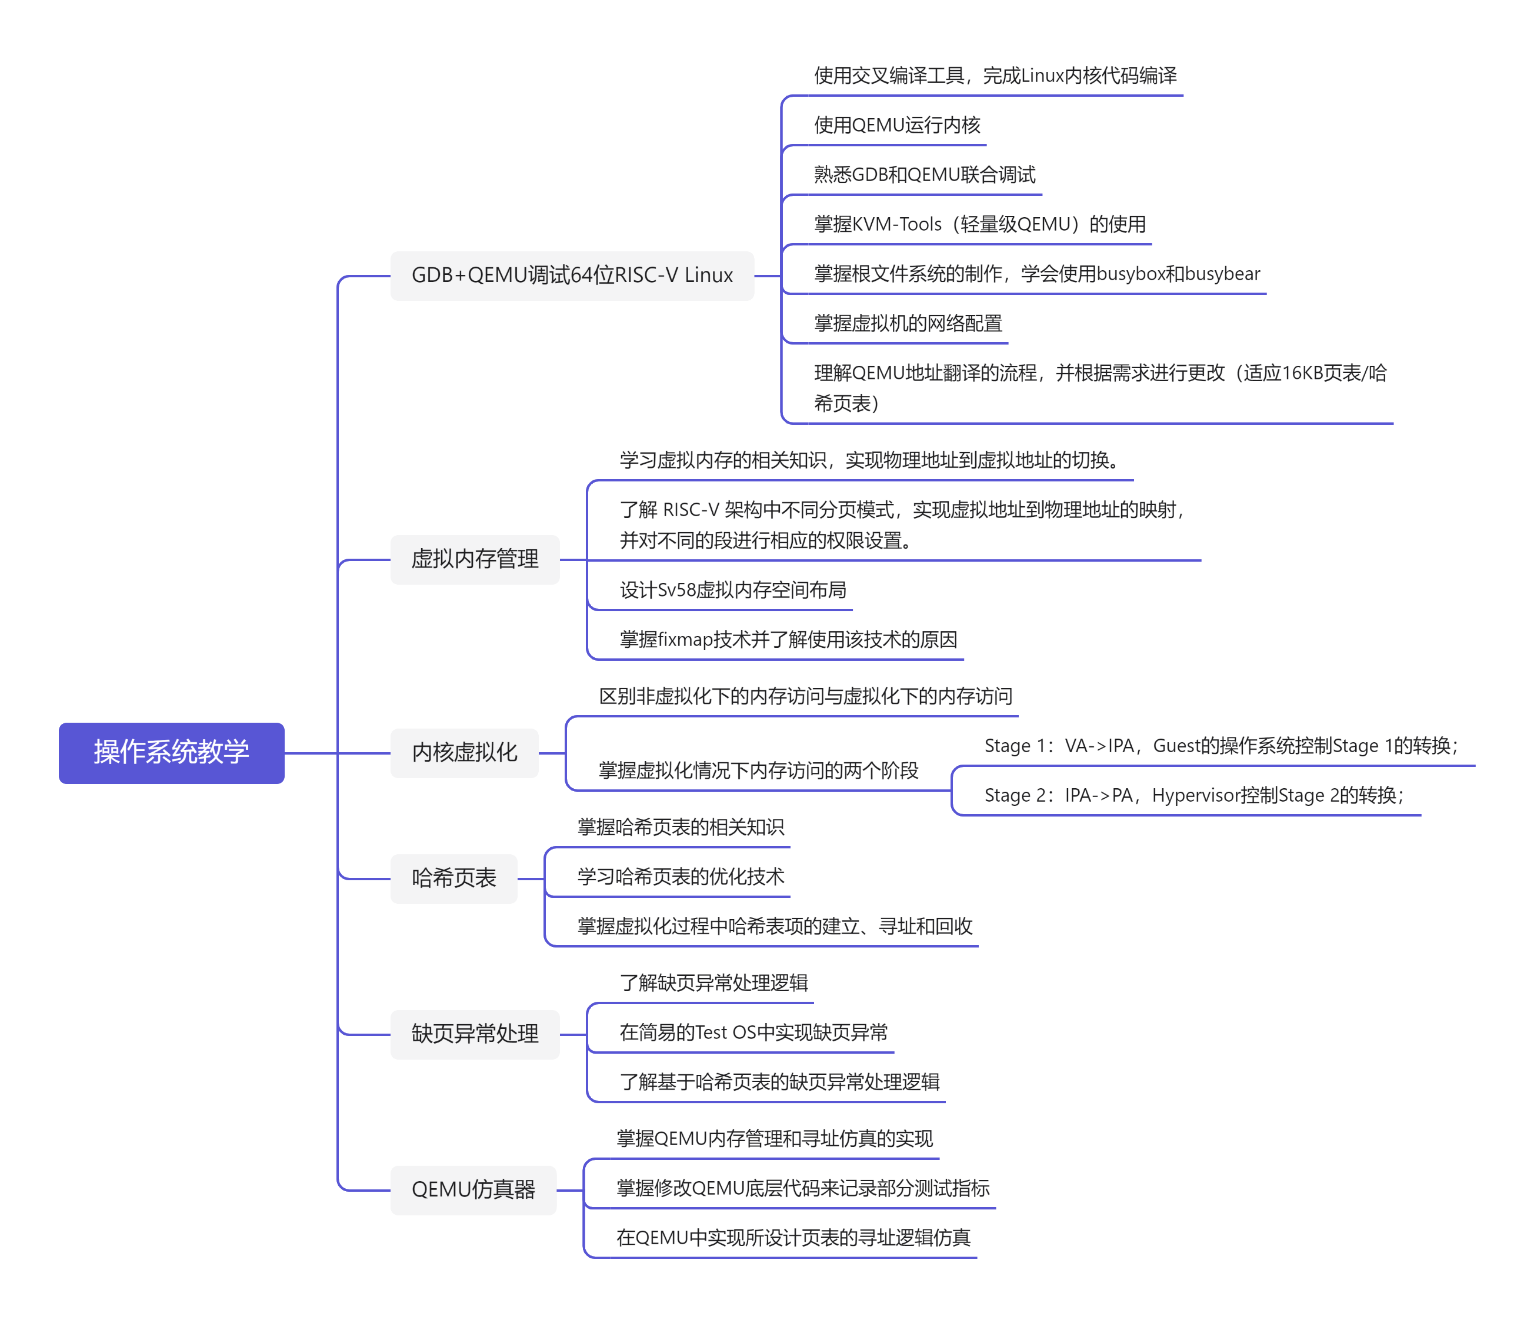 操作系统教学
GDB+QEMU调试64位RISC-V Linux
使用交叉编译工具，完成Linux内核代码编译
使用QEMU运行内核
熟悉GDB和QEMU联合调试
掌握KVM-Tools（轻量级QEMU）的使用
掌握根文件系统的制作，学会使用busybox和busybear
掌握虚拟机的网络配置
理解QEMU地址翻译的流程，并根据需求进行更改（适应16KB页表/哈
希页表）
虚拟内存管理
学习虚拟内存的相关知识，实现物理地址到虚拟地址的切换。
了解 RISC-V 架构中不同分页模式，实现虚拟地址到物理地址的映射，
并对不同的段进行相应的权限设置。
设计Sv58虚拟内存空间布局
掌握fixmap技术并了解使用该技术的原因
内核虚拟化
区别非虚拟化下的内存访问与虚拟化下的内存访问
掌握虚拟化情况下内存访问的两个阶段
Stage 1：VA->IPA，Guest的操作系统控制Stage 1的转换；
Stage 2：IPA->PA，Hypervisor控制Stage 2的转换；
哈希页表
掌握哈希页表的相关知识
学习哈希页表的优化技术
掌握虚拟化过程中哈希表项的建立、寻址和回收
缺页异常处理
了解缺页异常处理逻辑
在简易的Test OS中实现缺页异常
了解基于哈希页表的缺页异常处理逻辑
QEMU仿真器
掌握QEMU内存管理和寻址仿真的实现
掌握修改QEMU底层代码来记录部分测试指标
在QEMU中实现所设计页表的寻址逻辑仿真